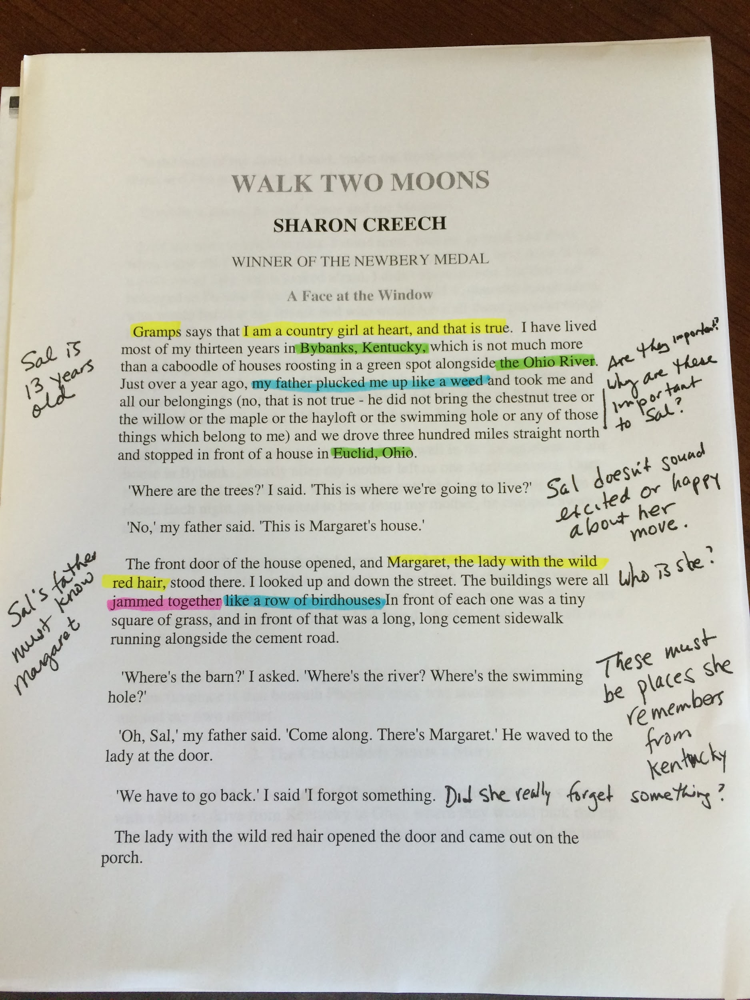 WALK TWO MOONS
SHARON CREECH
WINNER OF THE NEWBERY MEDAL
A Face at the Window
Gramps says that I am a country girl at heart, and that is true. I have lived
most of my thirteen years in Bybanks, Kentucky, which is not much more
than a caboodle of houses roosting in a green spot alongside the Ohio River.
Just over a year ago, my father plucked me up like a weed and took me and
all our belongings (no, that is not true - he did not bring the chestnut tree or
the willow or the maple or the hayloft or the swimming hole or any of those
things which belong to me) and we drove three hundred miles straight north
and stopped in front of a house in Euclid, Ohio.
Sal is
13 years
old
Are they important?
Why are these
important
to Sal?
'Where are the trees?' I said. 'This is where we're going to live?'
Sal doesn't sound
excited or happy
about her
move.
'No,' my father said. 'This is Margaret's house.'
The front door of the house opened, and Margaret, the lady with the wild
red hair, stood there. I looked up and down the street. The buildings were all
jammed together like a row of birdhouses In front of each one was a tiny
square of grass, and in front of that was a long, long cement sidewalk
running alongside the cement road.
Who is she?
Sal's father
must know
Margaret
'Where's the barn?' I asked. 'Where's the river? Where's the swimming
hole?'
These must
be places she
remembers
from
Kentucky
'Oh, Sal,' my father said. 'Come along. There's Margaret.' He waved to the
lady at the door.
'We have to go back.' I said 'I forgot something. Did she really forget something?
The lady with the wild red hair opened the door and came out on the
porch.